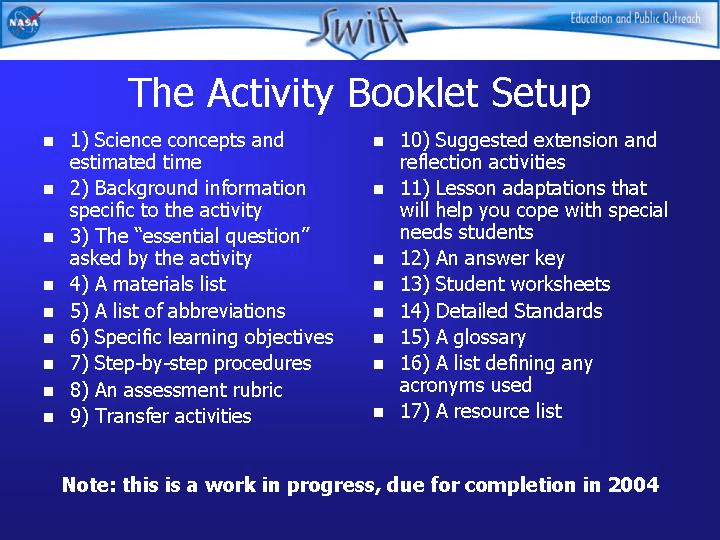 NASA
Swift
Education and Public Outreach
The Activity Booklet Setup
1) Science concepts and
estimated time
2) Background information
specific to the activity
3) The “essential question”
asked by the activity
4) A materials list
5) A list of abbreviations
6) Specific learning objectives
7) Step-by-step procedures
8) An assessment rubric
9) Transfer activities
10) Suggested extension and
reflection activities
11) Lesson adaptations that
will help you cope with special
needs students
12) An answer key
13) Student worksheets
14) Detailed Standards
15) A glossary
16) A list defining any
acronyms used
17) A resource list
Note: this is a work in progress, due for completion in 2004